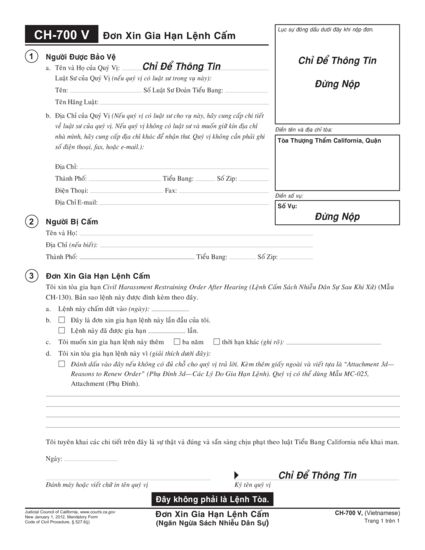 CH-700 V Đơn Xin Gia Hạn Lệnh Cấm
Lục sự đóng dấu dưới đây khi nộp đơn.
Chỉ Để Thông Tin
Đừng Nộp
Điền tên và địa chỉ tòa:
Tòa Thượng Thẩm California, Quận
Điền số vụ:
Số Vụ:
Đừng Nộp
1 Người Được Bảo Vệ
a. Tên và Họ của Quý Vị: Chỉ Để Thông Tin
Luật Sư của Quý Vị (nếu quý vị có luật sư trong vụ này):
Tên: Số Luật Sư Đoàn Tiểu Bang:
Tên Hãng Luật:
b. Địa Chỉ của Quý Vị (Nếu quý vị có luật sư cho vụ này, hãy cung cấp chi tiết
về luật sư của quý vị. Nếu quý vị không có luật sư và muốn giữ kín địa chỉ
nhà mình, hãy cung cấp địa chỉ khác để nhận thư. Quý vị không cần phải ghi
số điện thoại, fax, hoặc e-mail.):
Địa Chỉ:
Thành Phố: Tiểu Bang: Số Zip:
Điện Thoại: Fax:
Địa Chỉ E-mail:
2 Người Bị Cấm
Tên và Họ:
Địa Chỉ (nếu biết):
Thành Phố: Tiểu Bang: Số Zip:
3 Đơn Xin Gia Hạn Lệnh Cấm
Tôi xin tòa gia hạn Civil Harassment Restraining Order After Hearing (Lệnh Cấm Sách Nhiễu Dân Sự Sau Khi Xử) (Mẫu
CH-130). Bản sao lệnh này được đính kèm theo đây.
a. Lệnh này chấm dứt vào (ngày):
b. Đây là đơn xin gia hạn lệnh này lần đầu của tôi.
Lệnh này đã được gia hạn lần.
c. Tôi muốn xin gia hạn lệnh này thêm ba năm thời hạn khác (ghi rõ):
d. Tôi xin tòa gia hạn lệnh này vì (giải thích dưới đây):
Đánh dấu vào đây nếu không có đủ chỗ cho quý vị trả lời. Kèm thêm giấy ngoài và viết tựa là "Attachment 3d—
Reasons to Renew Order" (Phụ Đính 3d—Các Lý Do Gia Hạn Lệnh). Quý vị có thể dùng Mẫu MC-025,
Attachment (Phụ Đính).
Tôi tuyên khai các chi tiết trên đây là sự thật và đúng và sẵn sàng chịu phạt theo luật Tiểu Bang California nếu khai man.
Ngày:
Chỉ Để Thông Tin
Đánh máy hoặc viết chữ in tên quý vị Ký tên quý vị
Đây không phải là Lệnh Tòa.
Judicial Council of California, www.courts.ca.gov
New January 1, 2012, Mandatory Form
Code of Civil Procedure, § 527.6(j)
Đơn Xin Gia Hạn Lệnh Cấm
(Ngăn Ngừa Sách Nhiễu Dân Sự)
CH-700 V, (Vietnamese)
Trang 1 trên 1